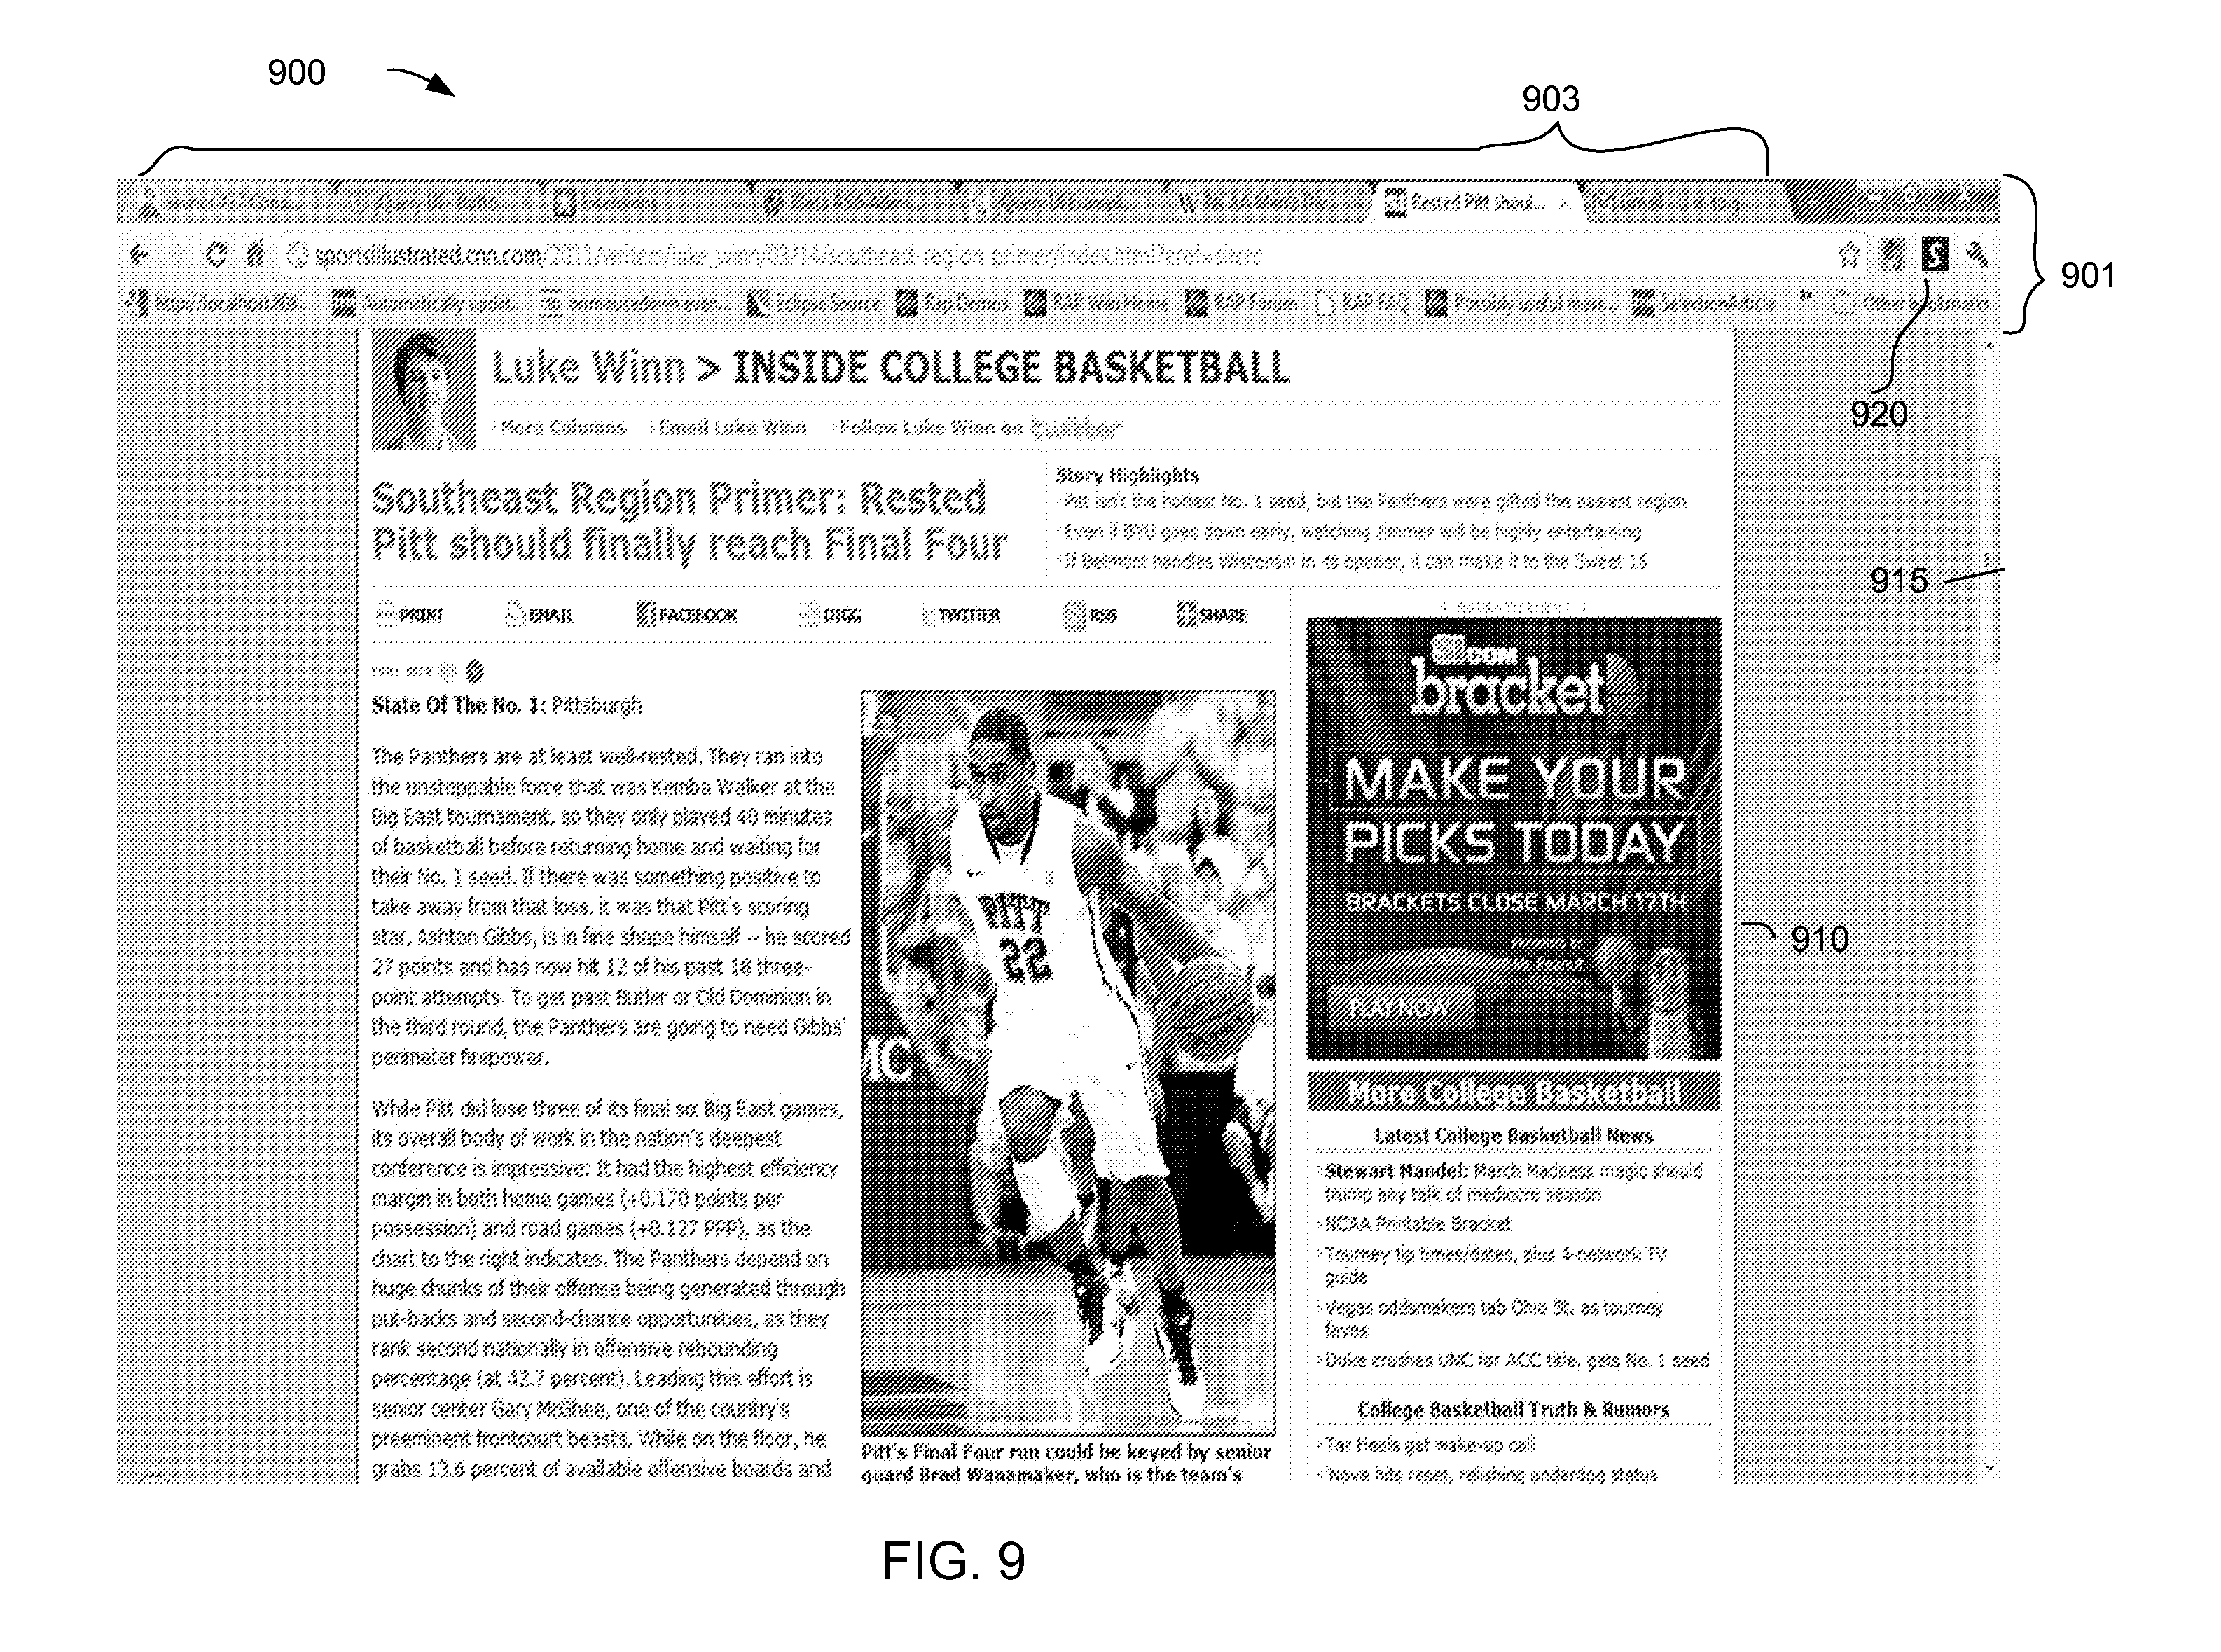 900
903
Rested Pitt shoul...
sportsillustrated.cnn.com/2011/writers/luke_winn/03/14/southeast-region-primer/index.html?eref=sircrc
901
http://localhost:808... Automatically updat... onmousedown even... Eclipse Source Rap Demos RAP Wiki Home RAP Forum RAP FAQ Possibly useful mess... SelectionArticle » Other bookmarks
Luke Winn > INSIDE COLLEGE BASKETBALL
920
More Columns Email Luke Winn Follow Luke Winn on twitter
Southeast Region Primer: Rested
Pitt should finally reach Final Four
Story Highlights
Pitt isn't the hottest No. 1 seed, but the Panthers were gifted the easiest region
Even if BYU goes down early, watching Jimmer will be highly entertaining
If Belmont handles Wisconsin in its opener, it can make it to the Sweet 16
915
PRINT EMAIL FACEBOOK DIGG TWITTER RSS SHARE
ADVERTISEMENT
TEXT SIZE
State Of The No. 1: Pittsburgh
The Panthers are at least well-rested. They ran into
the unstoppable force that was Kemba Walker at the
Big East tournament, so they only played 40 minutes
of basketball before returning home and waiting for
their No. 1 seed. If there was something positive to
take away from that loss, it was that Pitt's scoring
star, Ashton Gibbs, is in fine shape himself -- he scored
27 points and has now hit 12 of his past 18 three-
point attempts. To get past Butler or Old Dominion in
the third round, the Panthers are going to need Gibbs'
perimeter firepower.
While Pitt did lose three of its final six Big East games,
its overall body of work in the nation's deepest
conference is impressive: It had the highest efficiency
margin in both home games (+0.170 points per
possession) and road games (+0.127 PPP), as the
chart to the right indicates. The Panthers depend on
huge chunks of their offense being generated through
put-backs and second-chance opportunities, as they
rank second nationally in offensive rebounding
percentage (at 42.7 percent). Leading this effort is
senior center Gary McGhee, one of the country's
preeminent frontcourt beasts. While on the floor, he
grabs 13.6 percent of available offensive boards and
PITT
22
MC
Pitt's Final Four run could be keyed by senior
guard Brad Wanamaker, who is the team's
SI.COM
bracket
MAKE YOUR
PICKS TODAY
BRACKETS CLOSE MARCH 17TH
PLAY NOW
910
More College Basketball
Latest College Basketball News
Stewart Mandel: March Madness magic should
trump any talk of mediocre season
NCAA Printable Bracket
Tourney tip times/dates, plus 4-network TV
guide
Vegas oddsmakers tab Ohio St. as tourney
faves
Duke crushes UNC for ACC title, gets No. 1 seed
College Basketball Truth & Rumors
Tar Heels get wake-up call
'Nova hits reset, relishing underdog status
FIG. 9